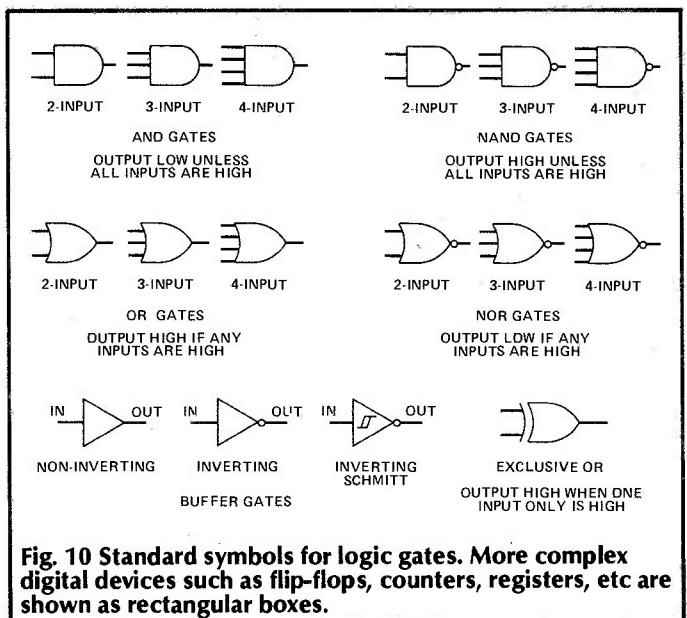 2-INPUT 3-INPUT 4-INPUT
AND GATES
OUTPUT LOW UNLESS
ALL INPUTS ARE HIGH
2-INPUT 3-INPUT 4-INPUT
NAND GATES
OUTPUT HIGH UNLESS
ALL INPUTS ARE HIGH
2-INPUT 3-INPUT 4-INPUT
OR GATES
OUTPUT HIGH IF ANY
INPUTS ARE HIGH
2-INPUT 3-INPUT 4-INPUT
NOR GATES
OUTPUT LOW IF ANY
INPUTS ARE HIGH
IN OUT
NON-INVERTING
IN OUT
INVERTING
IN OUT
INVERTING
SCHMITT
BUFFER GATES
EXCLUSIVE OR
OUTPUT HIGH WHEN ONE
INPUT ONLY IS HIGH
Fig. 10 Standard symbols for logic gates. More complex
digital devices such as flip-flops, counters, registers, etc are
shown as rectangular boxes.